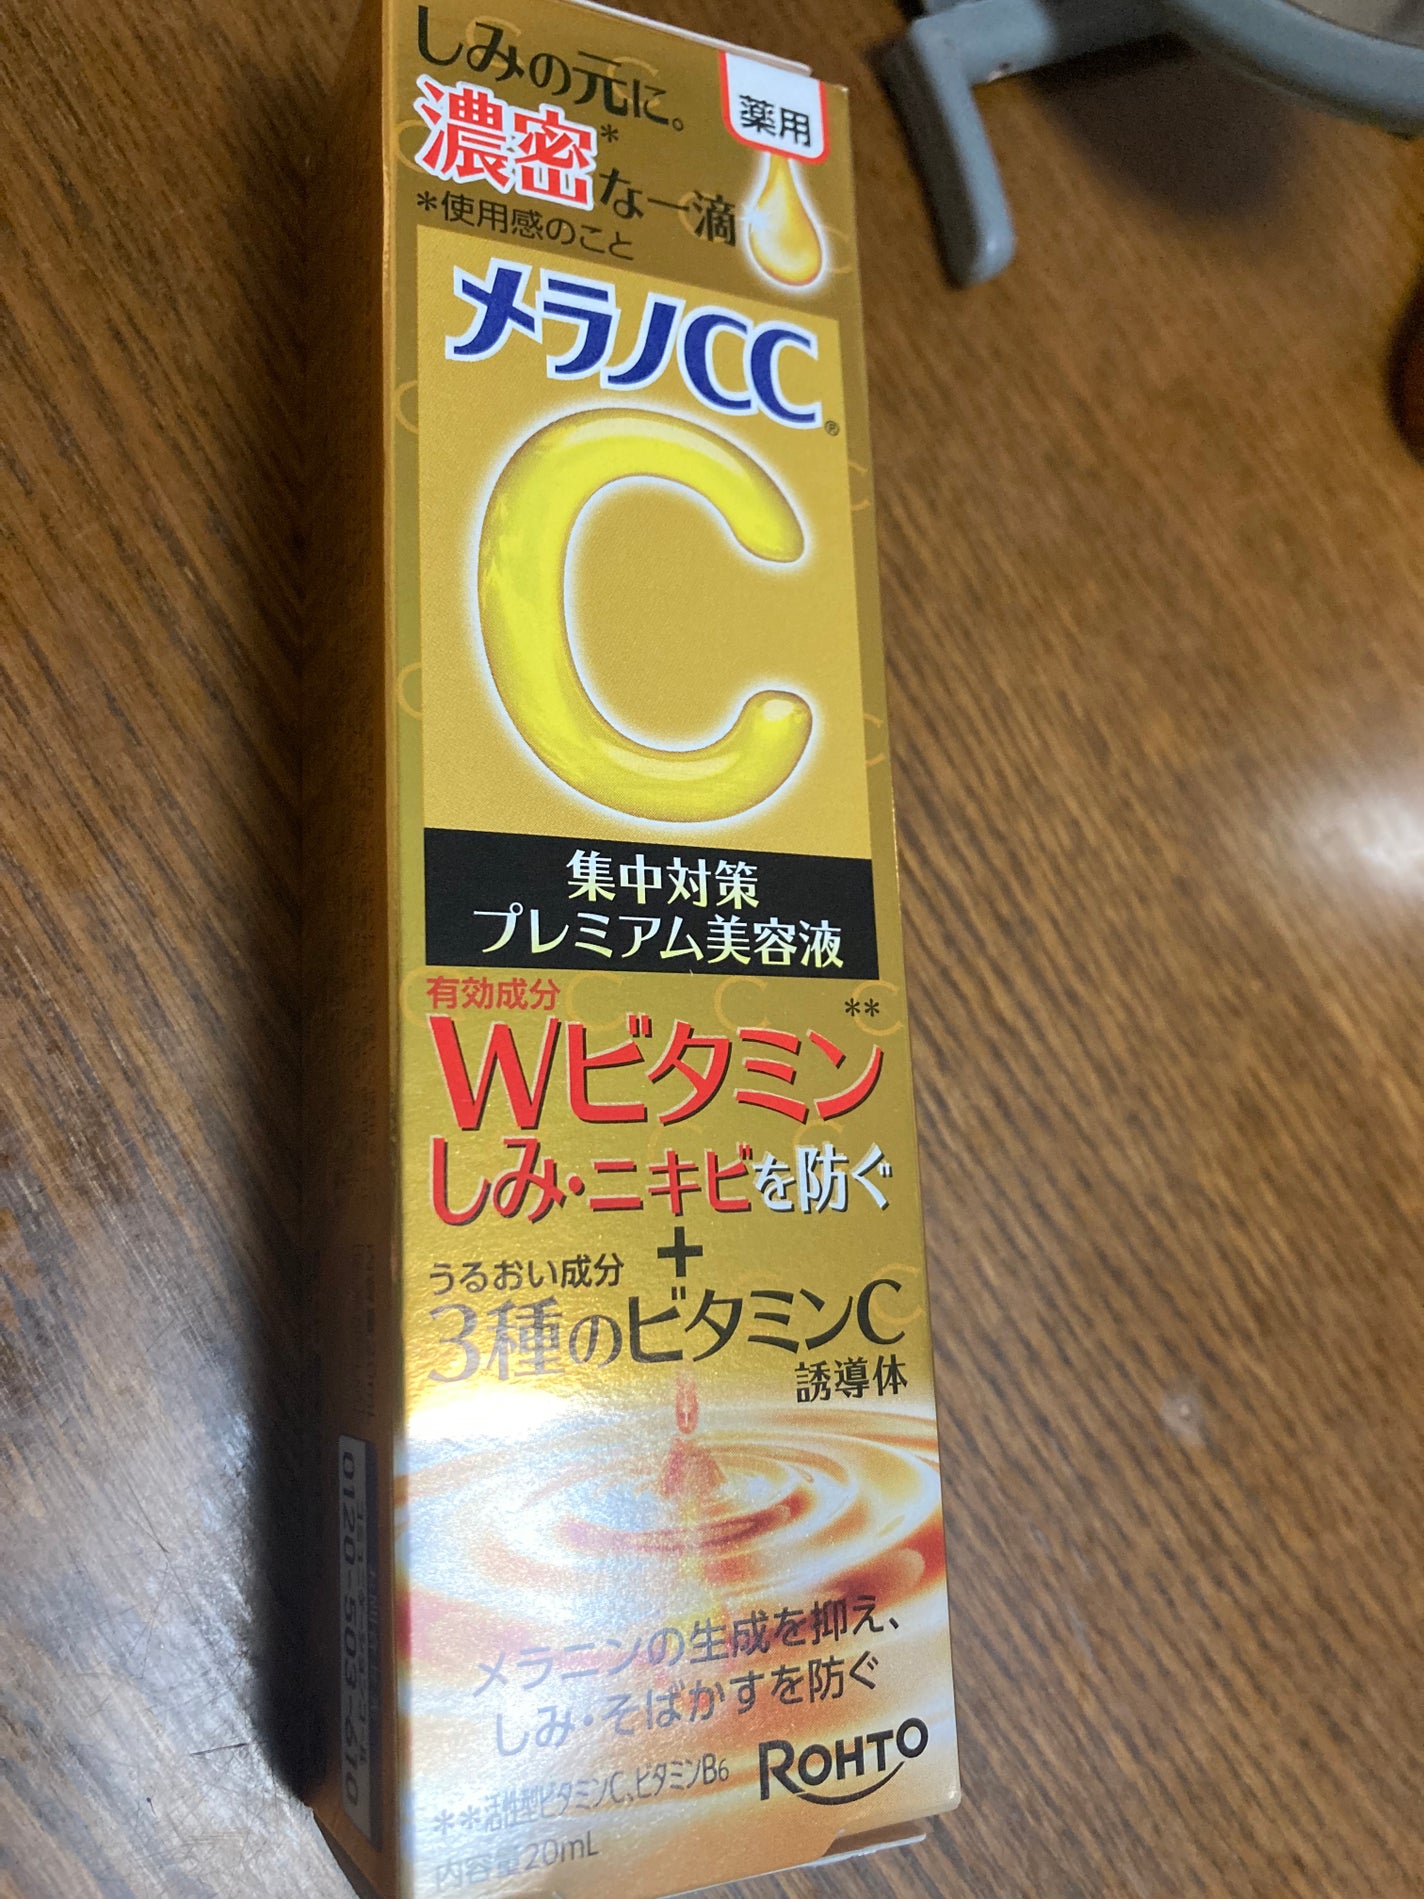 しみの元に。
濃密*な一滴
*使用感のこと
薬用
メラノCC®
C
集中対策
プレミアム美容液
有効成分
Wビタミン**
しみ・ニキビを防ぐ
+
うるおい成分
3種のビタミンC
誘導体
メラニンの生成を抑え、
しみ・そばかすを防ぐ
**活性型ビタミンC、ビタミンB6
ROHTO
内容量20mL
0120-503-610